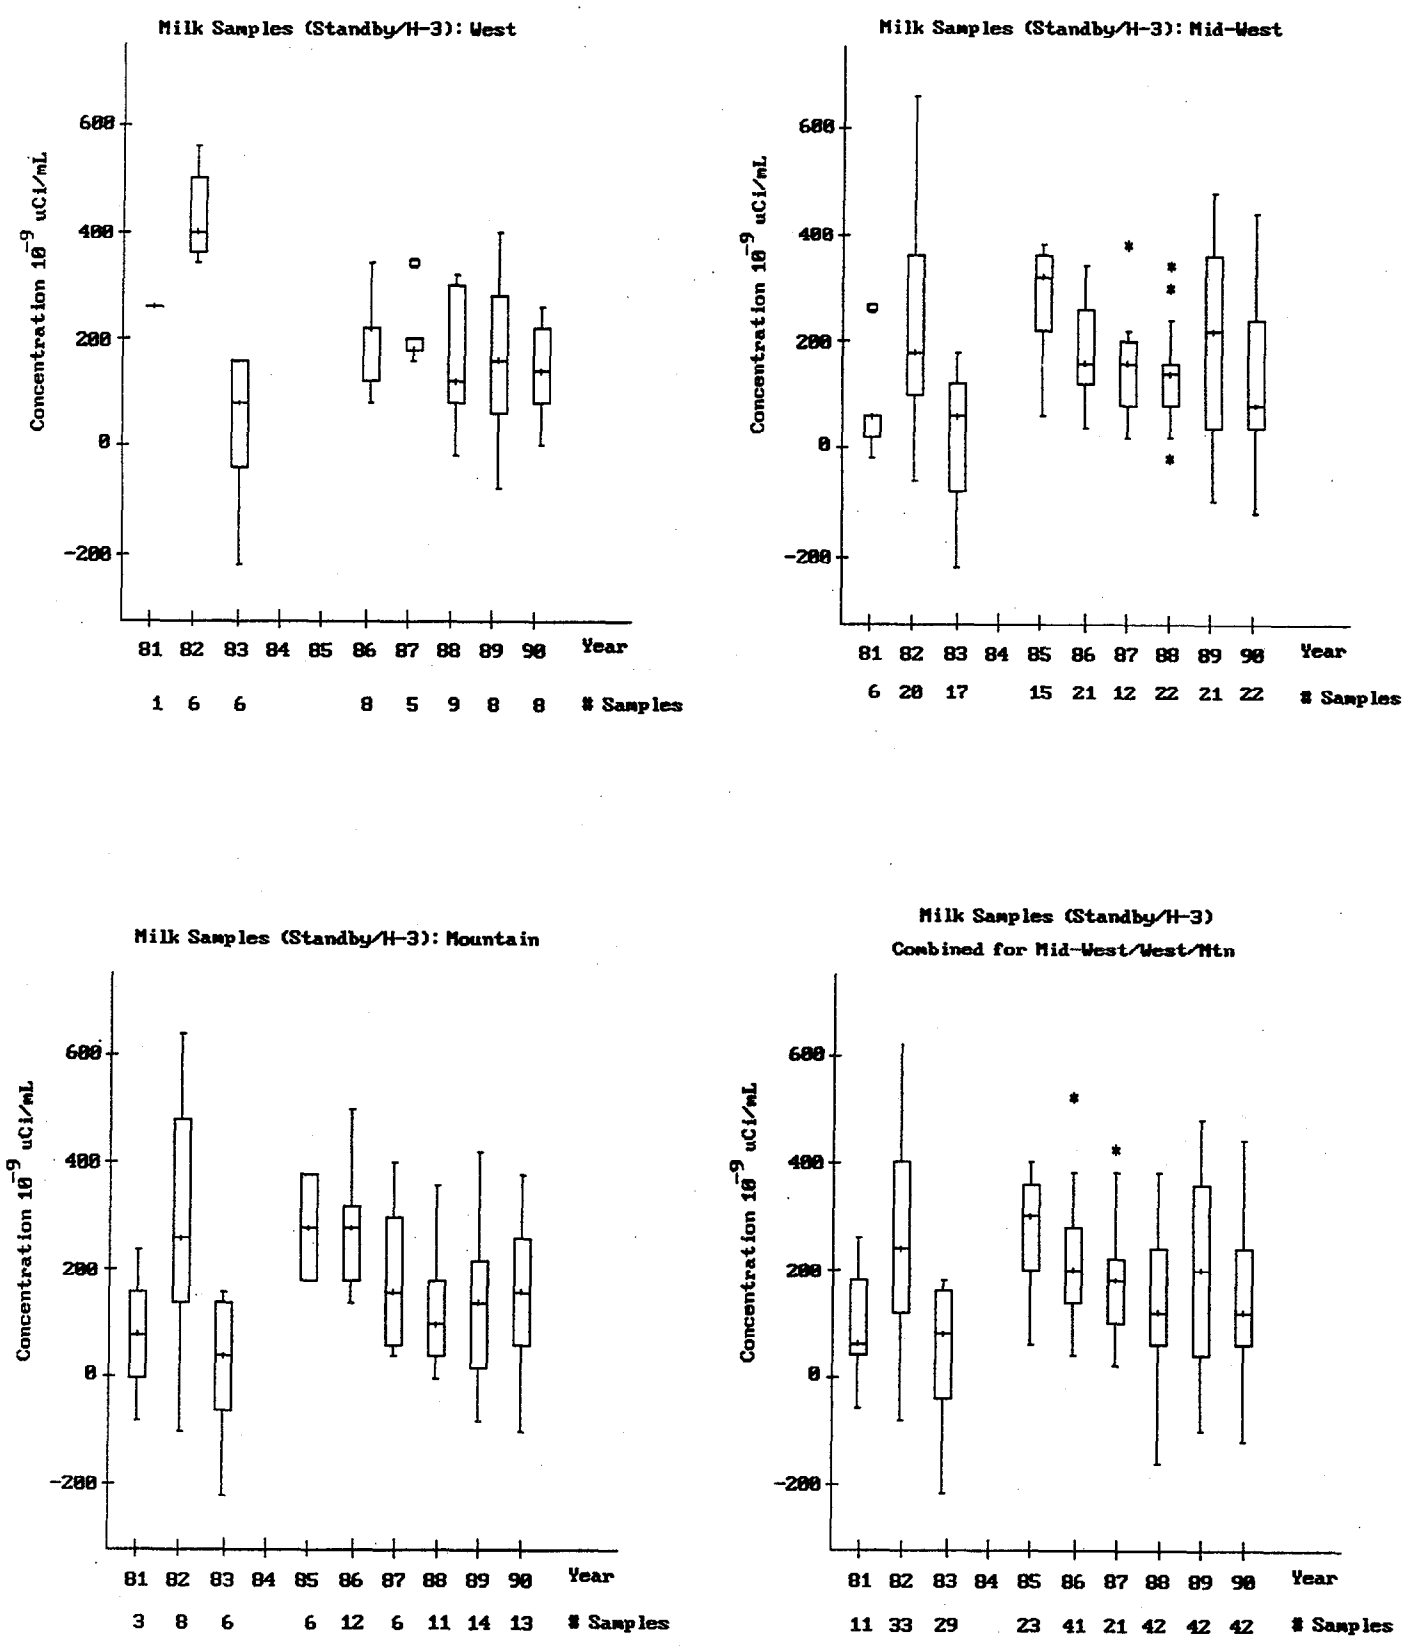 Milk Samples (Standby/H-3): West
600
400
200
0
-200
Concentration 10⁻⁹ uCi/mL
81 82 83 84 85 86 87 88 89 90 Year
1 6 6 8 5 9 8 8 # Samples
Milk Samples (Standby/H-3): Mid-West
600
400
200
0
-200
Concentration 10⁻⁹ uCi/mL
81 82 83 84 85 86 87 88 89 90 Year
6 20 17 15 21 12 22 21 22 # Samples
Milk Samples (Standby/H-3): Mountain
600
400
200
0
-200
Concentration 10⁻⁹ uCi/mL
81 82 83 84 85 86 87 88 89 90 Year
3 8 6 6 12 6 11 14 13 # Samples
Milk Samples (Standby/H-3)
Combined for Mid-West/West/Mtn
600
400
200
0
-200
Concentration 10⁻⁹ uCi/mL
81 82 83 84 85 86 87 88 89 90 Year
11 33 29 23 41 21 42 42 42 # Samples